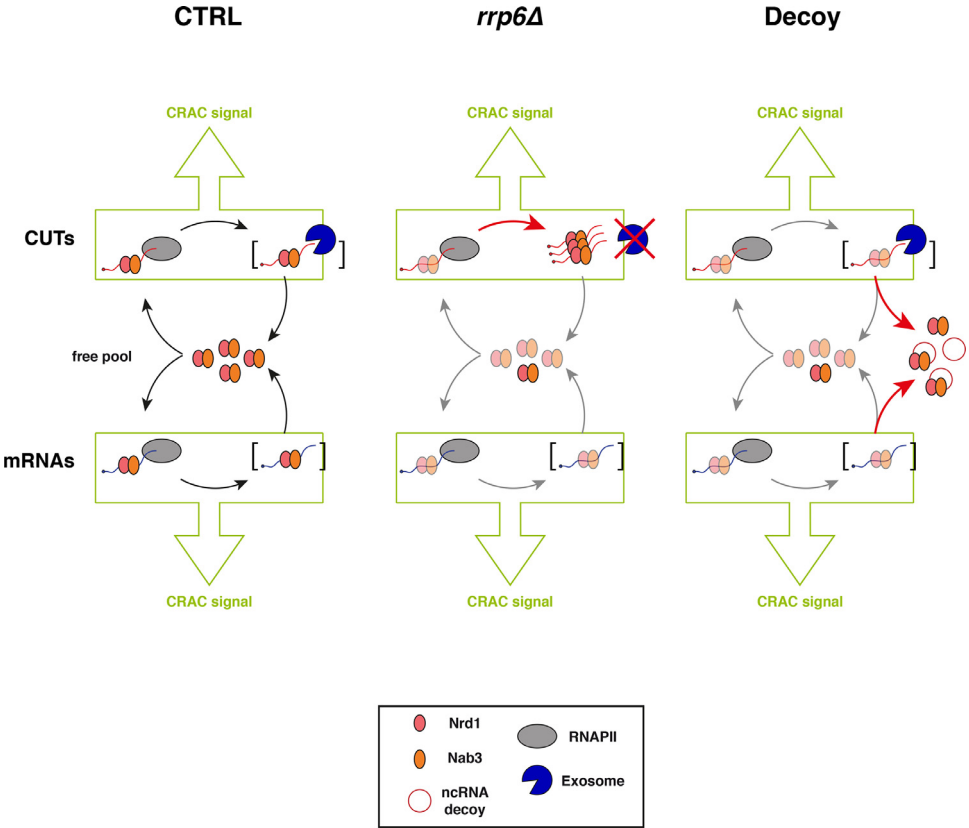 CTRL
rrp6Δ
Decoy
CRAC signal
CRAC signal
CRAC signal
CUTs
[ ]
[ ]
free pool
mRNAs
[ ]
[ ]
[ ]
CRAC signal
CRAC signal
CRAC signal
Nrd1
Nab3
ncRNA
decoy
RNAPII
Exosome